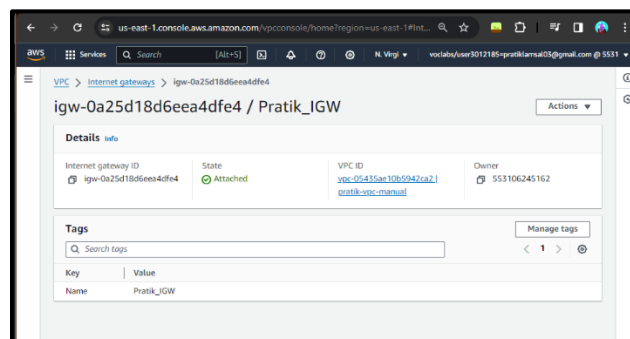 us-east-1.console.aws.amazon.com/vpcconsole/home?region=us-east-1#Int...
aws Services Search [Alt+S] N. Virgi voclabs/user3012185=pratiklamsal03@gmail.com @ 5531
VPC > Internet gateways > igw-0a25d18d6eea4dfe4
igw-0a25d18d6eea4dfe4 / Pratik_IGW
Actions
Details Info
Internet gateway ID State VPC ID Owner
igw-0a25d18d6eea4dfe4 Attached vpc-05435ae10b5942ca2 | 553106245162
pratik-vpc-manual
Tags Manage tags
Search tags 1
Key Value
Name Pratik_IGW